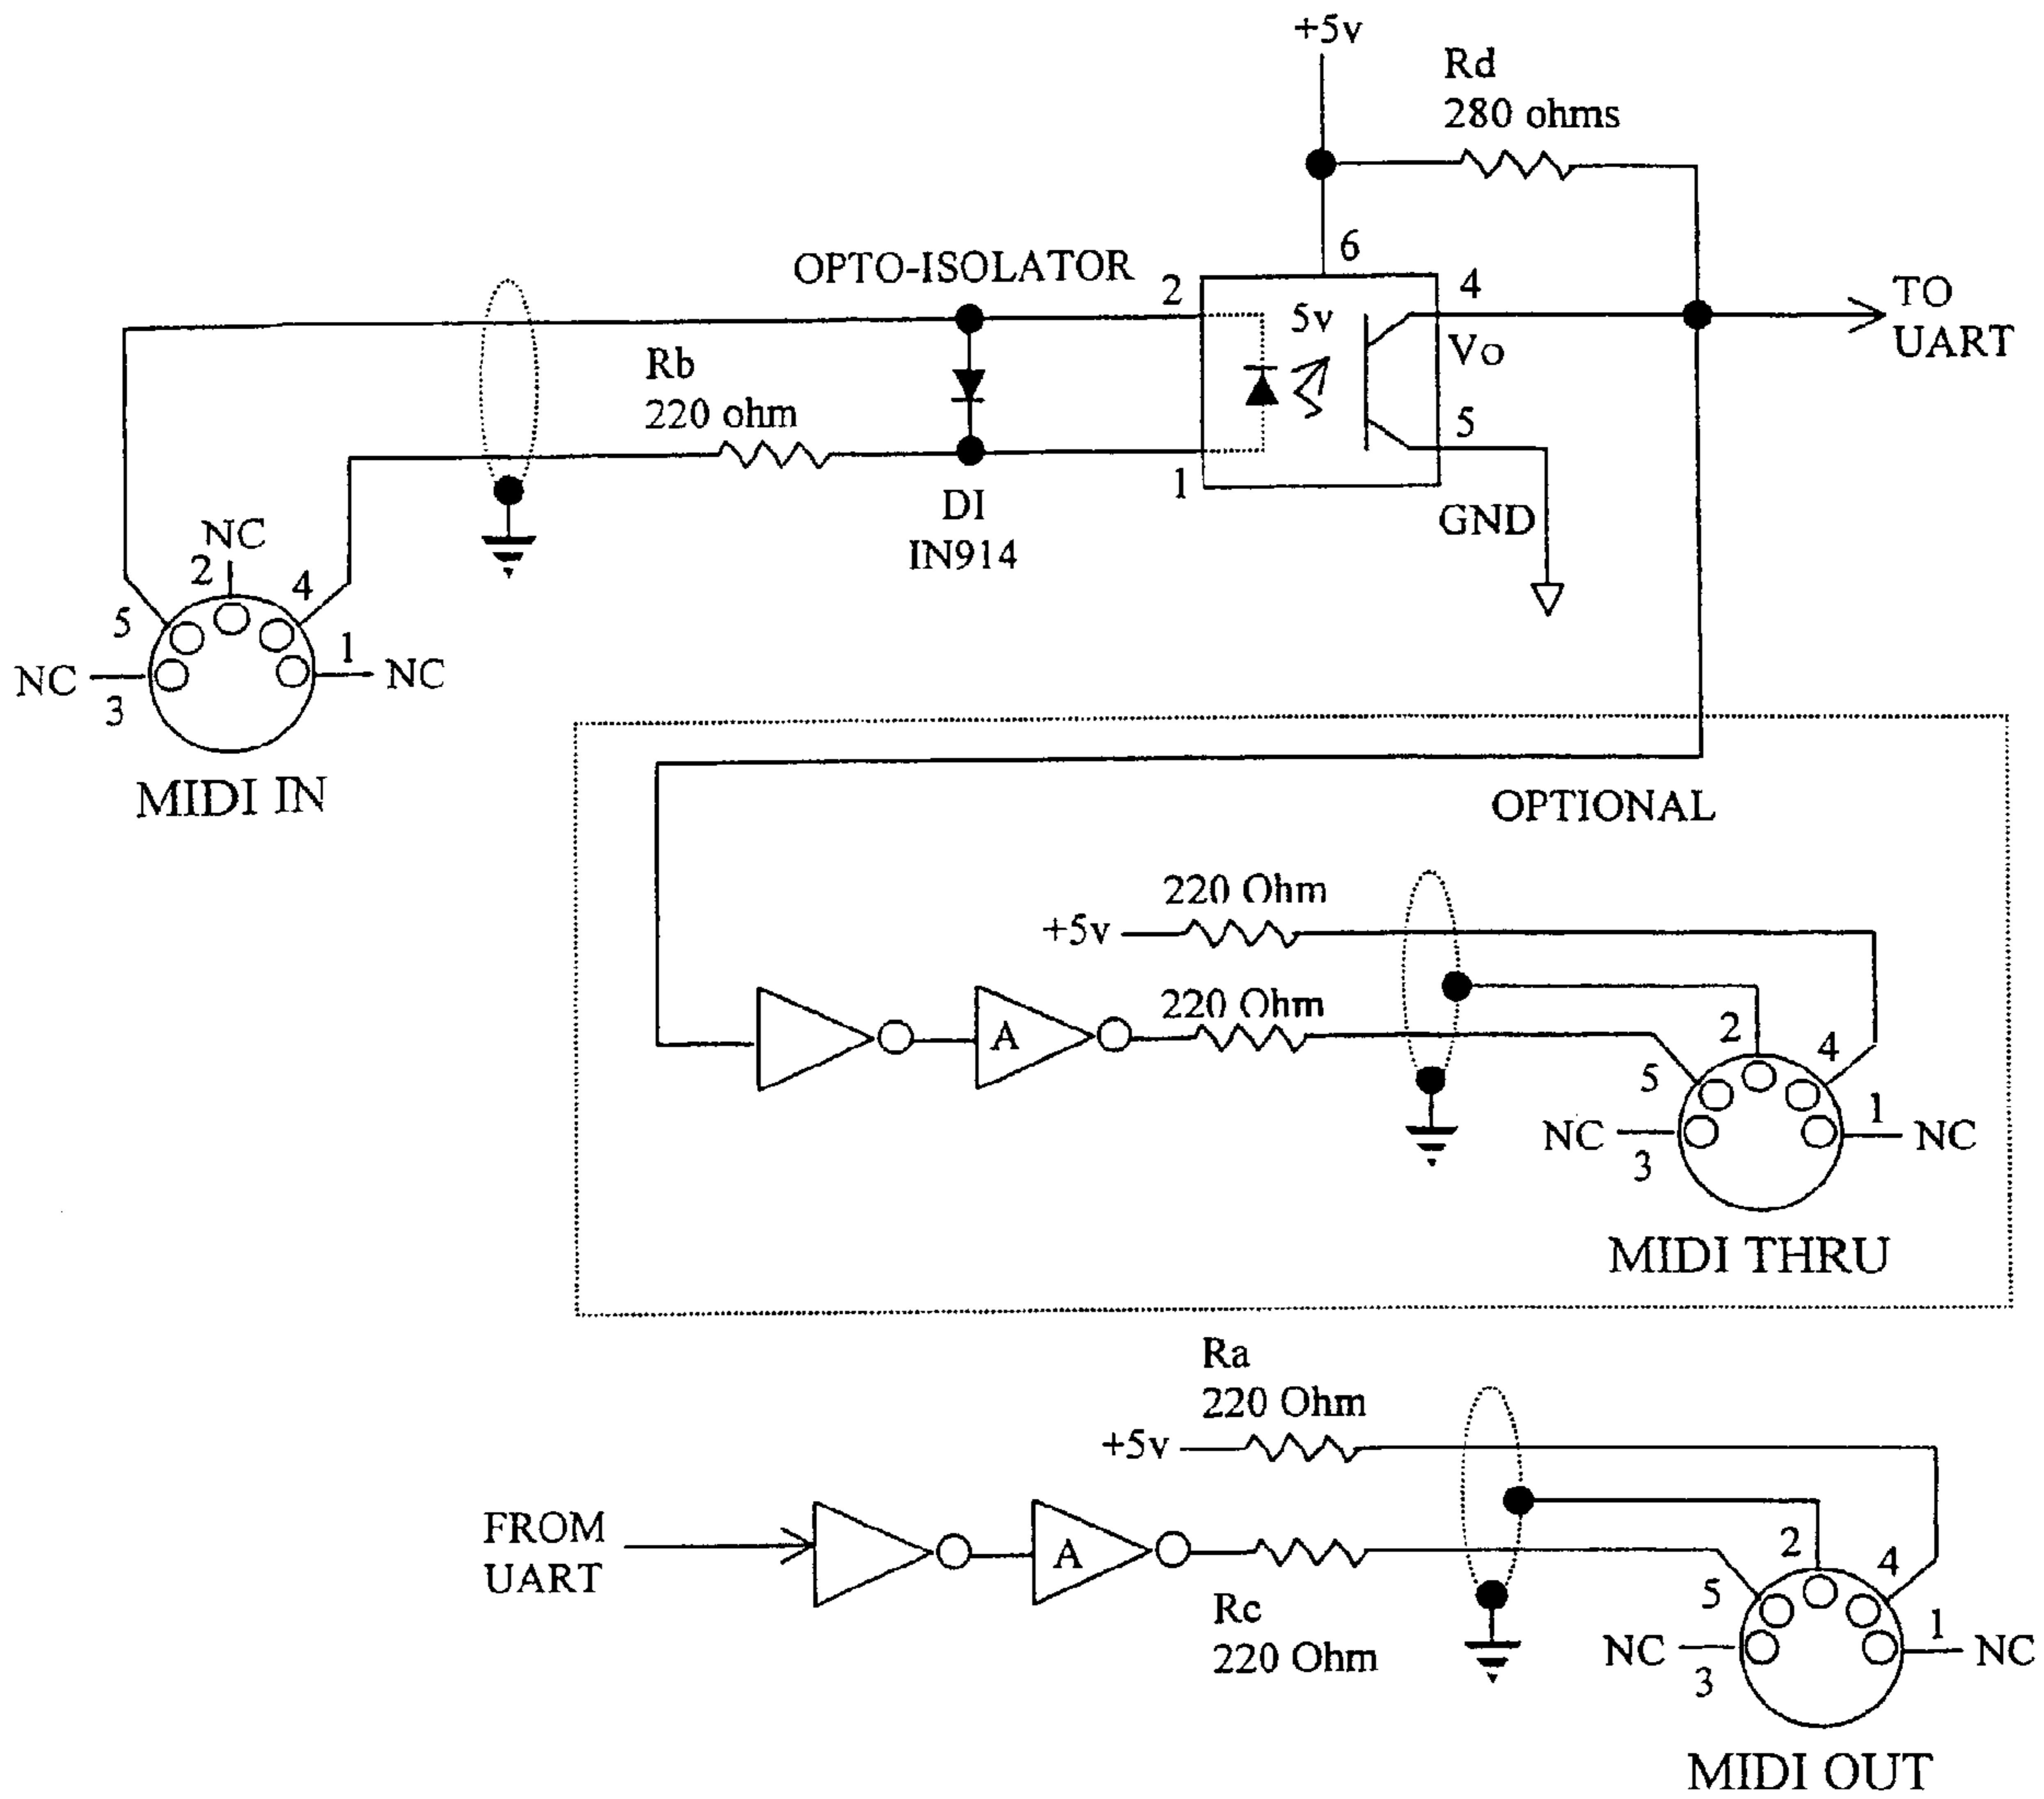 +5v
Rd
280 ohms
6
OPTO-ISOLATOR
2
4
5v
Vo
TO
UART
Rb
220 ohm
5
1
DI
IN914
GND
NC
2
4
5
1
NC
NC
3
MIDI IN
OPTIONAL
220 Ohm
+5v
220 Ohm
A
2
4
5
1
NC
NC
3
MIDI THRU
Ra
220 Ohm
+5v
FROM
UART
A
2
4
5
1
Rc
220 Ohm
NC
NC
3
MIDI OUT